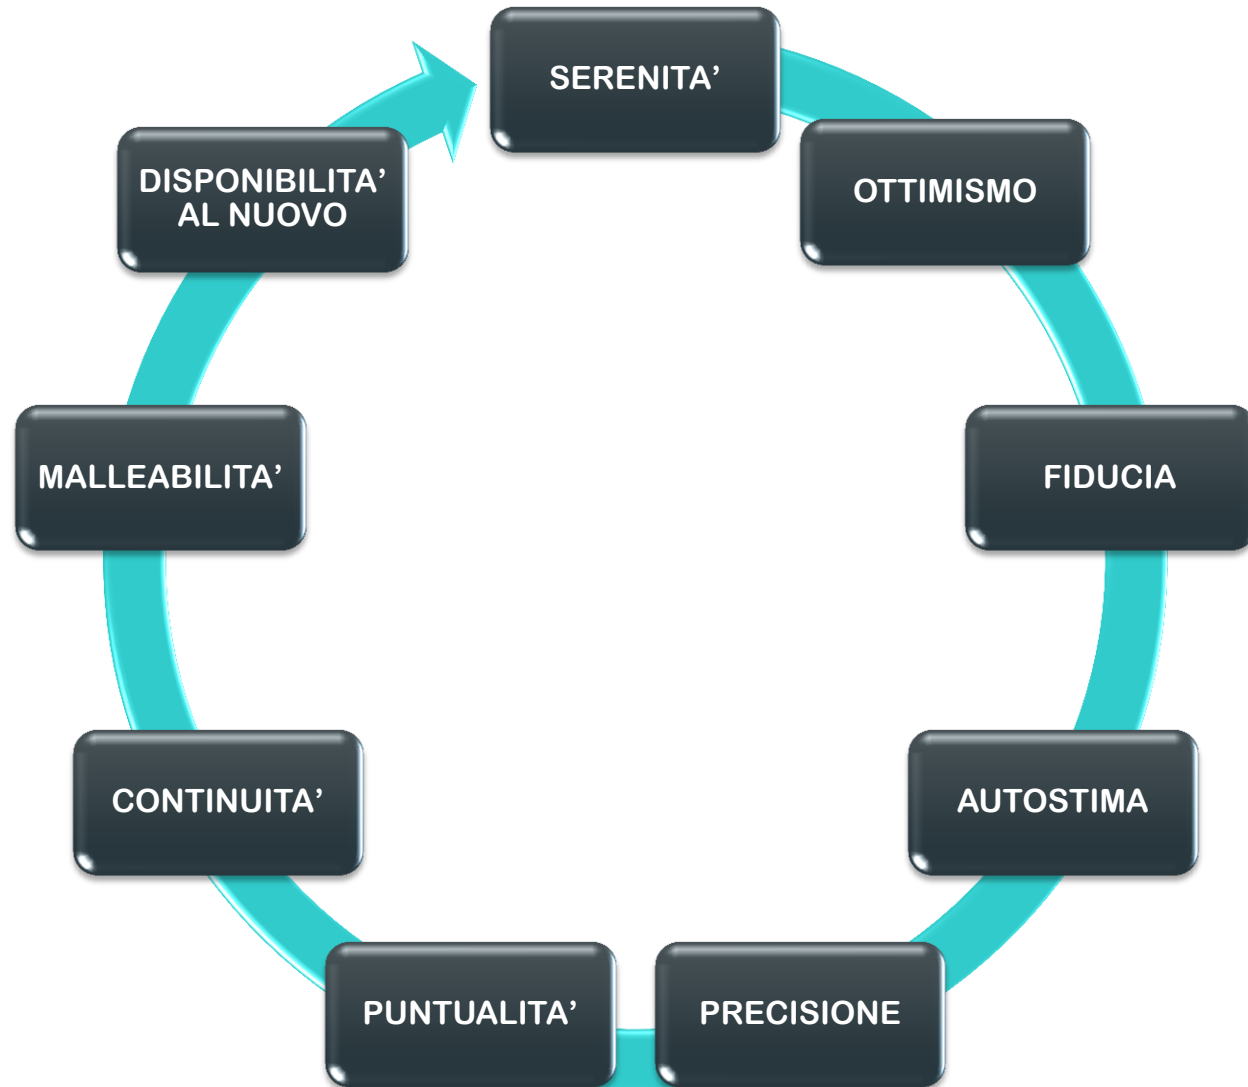 SERENITA’
OTTIMISMO
FIDUCIA
AUTOSTIMA
PRECISIONE
PUNTUALITA’
CONTINUITA’
MALLEABILITA’
DISPONIBILITA’
AL NUOVO